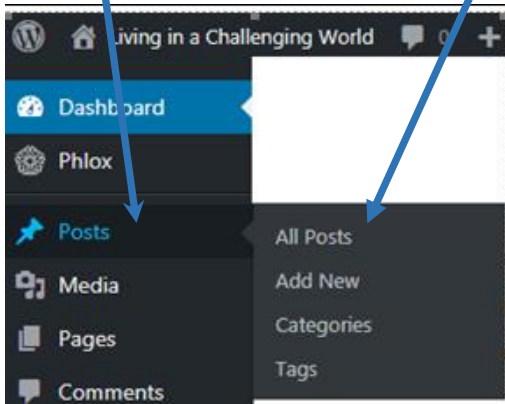 Living in a Challenging World 0
Dashboard
Phlox
Posts
Media
Pages
Comments
All Posts
Add New
Categories
Tags